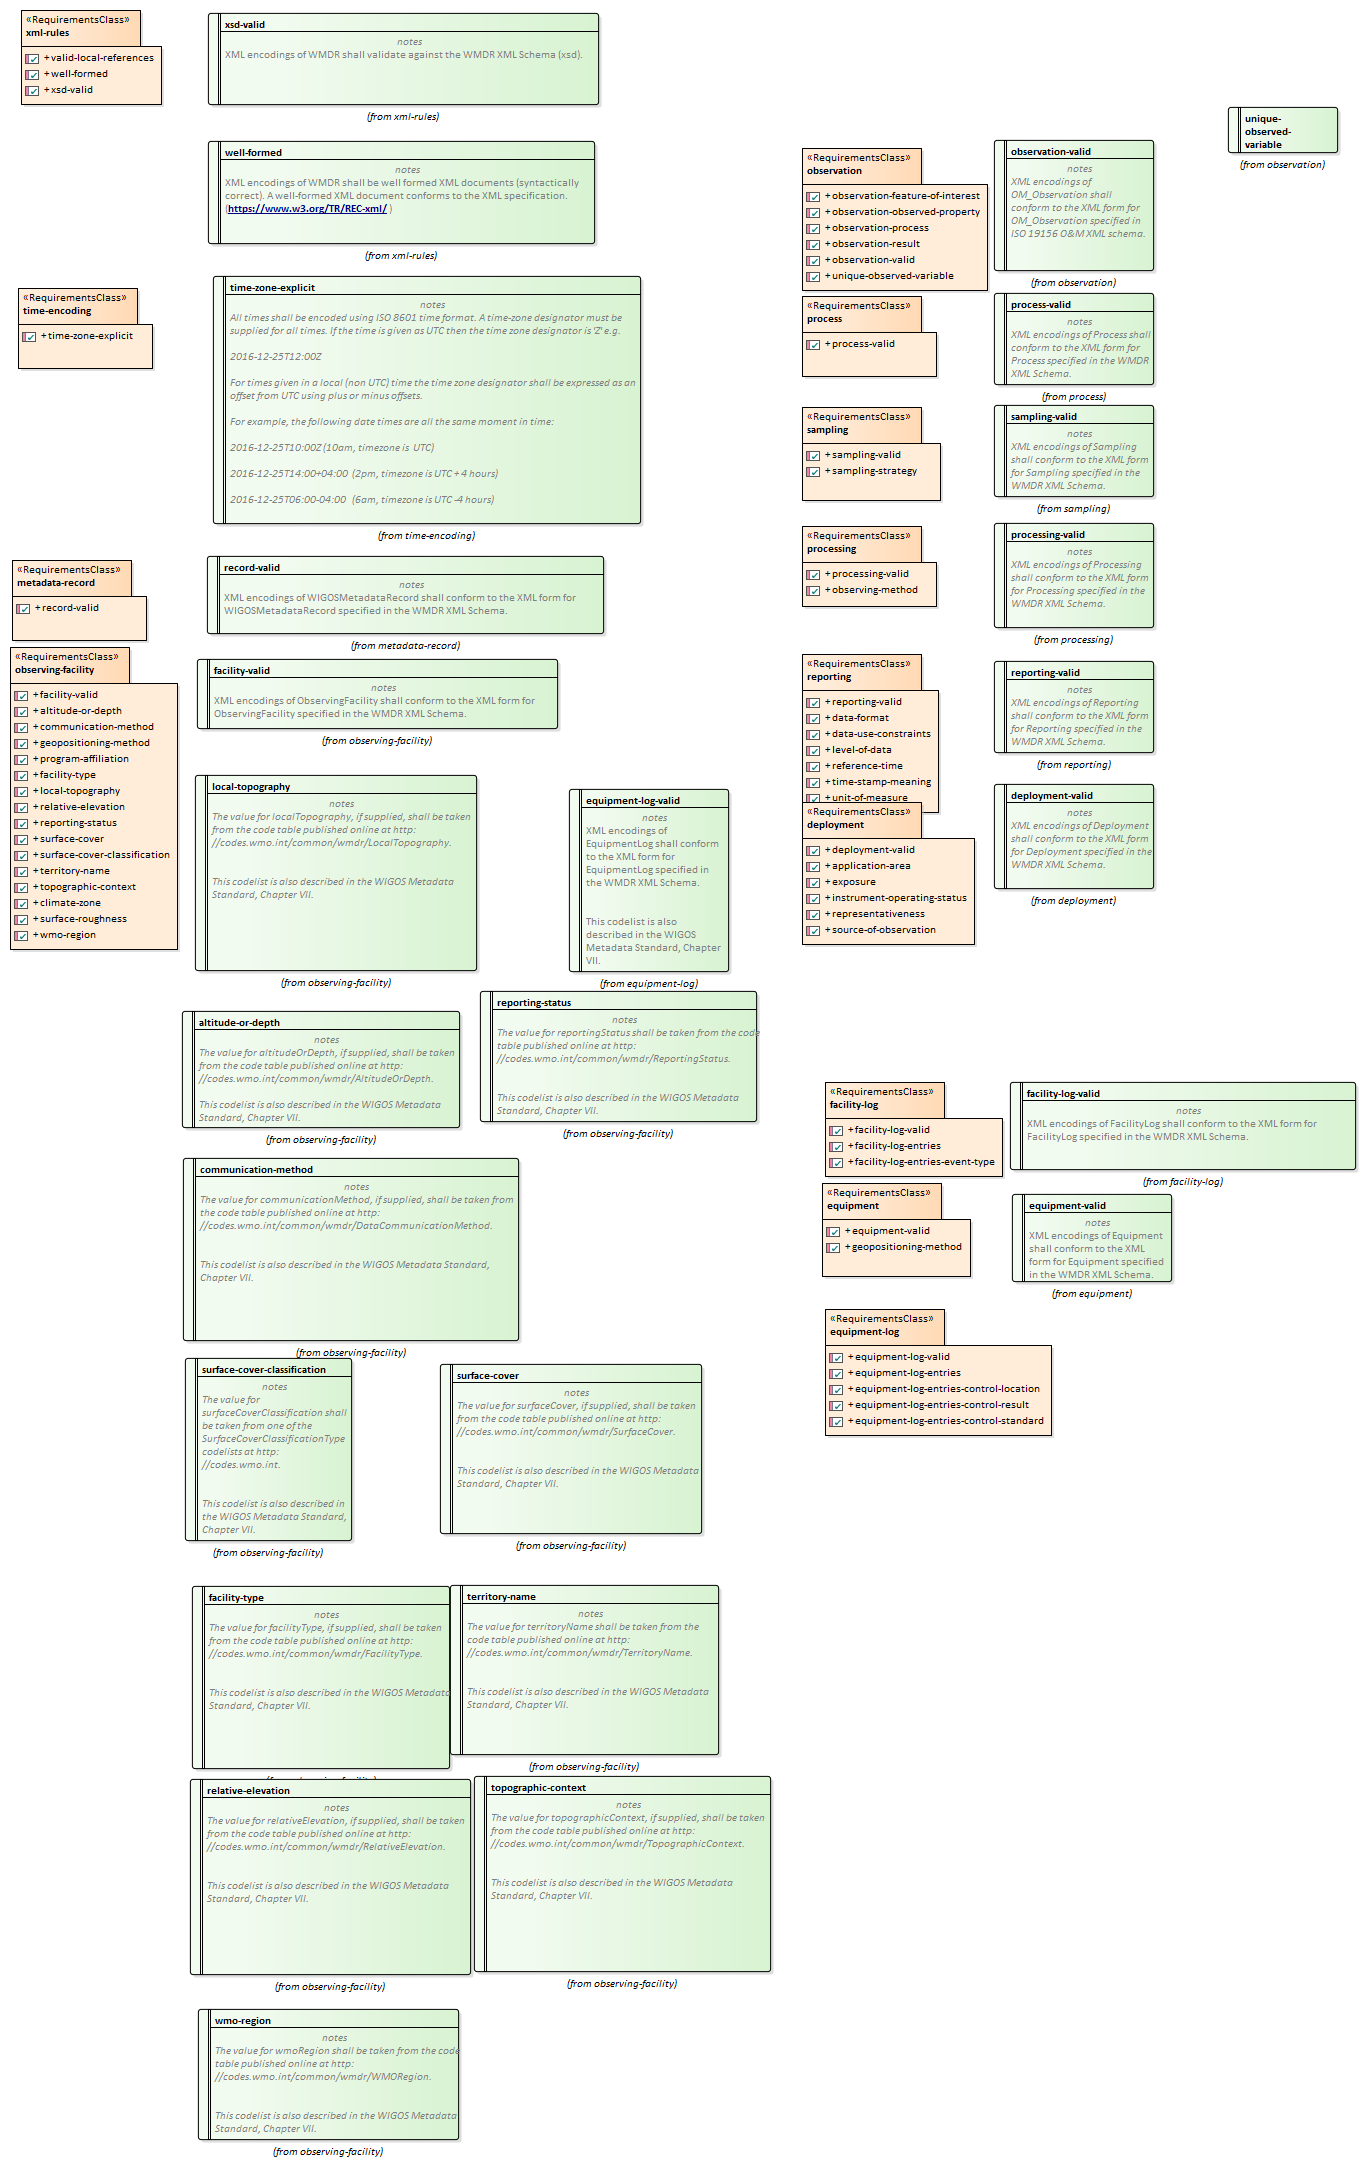 «RequirementsClass»
xml-rules
+valid-local-references
+well-formed
+xsd-valid
xsd-valid
notes
XML encodings of WMDR shall validate against the WMDR XML Schema (xsd).
(from xml-rules)
well-formed
notes
XML encodings of WMDR shall be well formed XML documents (syntactically
correct). A well-formed XML document conforms to the XML specification.
(https://www.w3.org/TR/REC-xml/ )
(from xml-rules)
«RequirementsClass»
time-encoding
+time-zone-explicit
time-zone-explicit
notes
All times shall be encoded using ISO 8601 time format. A time-zone designator must be
supplied for all times. If the time is given as UTC then the time zone designator is 'Z' e.g.
2016-12-25T12:00Z
For times given in a local (non UTC) time the time zone designator shall be expressed as an
offset from UTC using plus or minus offsets.
For example, the following date times are all the same moment in time:
2016-12-25T10:00Z (10am, timezone is UTC)
2016-12-25T14:00+04:00 (2pm, timezone is UTC + 4 hours)
2016-12-25T06:00-04:00 (6am, timezone is UTC -4 hours)
(from time-encoding)
«RequirementsClass»
metadata-record
+record-valid
record-valid
notes
XML encodings of WIGOSMetadataRecord shall conform to the XML form for
WIGOSMetadataRecord specified in the WMDR XML Schema.
(from metadata-record)
«RequirementsClass»
observing-facility
+facility-valid
+altitude-or-depth
+communication-method
+geopositioning-method
+program-affiliation
+facility-type
+local-topography
+relative-elevation
+reporting-status
+surface-cover
+surface-cover-classification
+territory-name
+topographic-context
+climate-zone
+surface-roughness
+wmo-region
facility-valid
notes
XML encodings of ObservingFacility shall conform to the XML form for
ObservingFacility specified in the WMDR XML Schema.
(from observing-facility)
local-topography
notes
The value for localTopography, if supplied, shall be taken
from the code table published online at http:
//codes.wmo.int/common/wmdr/LocalTopography.
This codelist is also described in the WIGOS Metadata
Standard, Chapter VII.
(from observing-facility)
equipment-log-valid
notes
XML encodings of
EquipmentLog shall conform
to the XML form for
EquipmentLog specified in
the WMDR XML Schema.
This codelist is also
described in the WIGOS
Metadata Standard, Chapter
VII.
(from equipment-log)
altitude-or-depth
notes
The value for altitudeOrDepth, if supplied, shall be taken
from the code table published online at http:
//codes.wmo.int/common/wmdr/AltitudeOrDepth.
This codelist is also described in the WIGOS Metadata
Standard, Chapter VII.
(from observing-facility)
reporting-status
notes
The value for reportingStatus shall be taken from the code
table published online at http:
//codes.wmo.int/common/wmdr/ReportingStatus.
This codelist is also described in the WIGOS Metadata
Standard, Chapter VII.
(from observing-facility)
communication-method
notes
The value for communicationMethod, if supplied, shall be taken from
the code table published online at http:
//codes.wmo.int/common/wmdr/DataCommunicationMethod.
This codelist is also described in the WIGOS Metadata Standard,
Chapter VII.
(from observing-facility)
surface-cover-classification
notes
The value for
surfaceCoverClassification shall
be taken from one of the
SurfaceCoverClassificationType
codelists at http:
//codes.wmo.int.
This codelist is also described in
the WIGOS Metadata Standard,
Chapter VII.
(from observing-facility)
surface-cover
notes
The value for surfaceCover, if supplied, shall be taken
from the code table published online at http:
//codes.wmo.int/common/wmdr/SurfaceCover.
This codelist is also described in the WIGOS Metadata
Standard, Chapter VII.
(from observing-facility)
facility-type
notes
The value for facilityType, if supplied, shall be taken
from the code table published online at http:
//codes.wmo.int/common/wmdr/FacilityType.
This codelist is also described in the WIGOS Metadata
Standard, Chapter VII.
territory-name
notes
The value for territoryName shall be taken from the
code table published online at http:
//codes.wmo.int/common/wmdr/TerritoryName.
This codelist is also described in the WIGOS Metadata
Standard, Chapter VII.
(from observing-facility)
relative-elevation
notes
The value for relativeElevation, if supplied, shall be taken
from the code table published online at http:
//codes.wmo.int/common/wmdr/RelativeElevation.
This codelist is also described in the WIGOS Metadata
Standard, Chapter VII.
(from observing-facility)
topographic-context
notes
The value for topographicContext, if supplied, shall be taken
from the code table published online at http:
//codes.wmo.int/common/wmdr/TopographicContext.
This codelist is also described in the WIGOS Metadata
Standard, Chapter VII.
(from observing-facility)
wmo-region
notes
The value for wmoRegion shall be taken from the code
table published online at http:
//codes.wmo.int/common/wmdr/WMORegion.
This codelist is also described in the WIGOS Metadata
Standard, Chapter VII.
(from observing-facility)
unique-
observed-
variable
(from observation)
«RequirementsClass»
observation
+observation-feature-of-interest
+observation-observed-property
+observation-process
+observation-result
+observation-valid
+unique-observed-variable
observation-valid
notes
XML encodings of
OM_Observation shall
conform to the XML form for
OM_Observation specified in
ISO 19156 O&M XML schema.
(from observation)
«RequirementsClass»
process
+process-valid
process-valid
notes
XML encodings of Process shall
conform to the XML form for
Process specified in the WMDR
XML Schema.
(from process)
«RequirementsClass»
sampling
+sampling-valid
+sampling-strategy
sampling-valid
notes
XML encodings of Sampling
shall conform to the XML form
for Sampling specified in the
WMDR XML Schema.
(from sampling)
«RequirementsClass»
processing
+processing-valid
+observing-method
processing-valid
notes
XML encodings of Processing
shall conform to the XML form
for Processing specified in the
WMDR XML Schema.
(from processing)
«RequirementsClass»
reporting
+reporting-valid
+data-format
+data-use-constraints
+level-of-data
+reference-time
+time-stamp-meaning
+unit-of-measure
reporting-valid
notes
XML encodings of Reporting
shall conform to the XML form
for Reporting specified in the
WMDR XML Schema.
(from reporting)
«RequirementsClass»
deployment
+deployment-valid
+application-area
+exposure
+instrument-operating-status
+representativeness
+source-of-observation
deployment-valid
notes
XML encodings of Deployment
shall conform to the XML form
for Deployment specified in the
WMDR XML Schema.
(from deployment)
«RequirementsClass»
facility-log
+facility-log-valid
+facility-log-entries
+facility-log-entries-event-type
facility-log-valid
notes
XML encodings of FacilityLog shall conform to the XML form for
FacilityLog specified in the WMDR XML Schema.
(from facility-log)
«RequirementsClass»
equipment
+equipment-valid
+geopositioning-method
equipment-valid
notes
XML encodings of Equipment
shall conform to the XML
form for Equipment specified
in the WMDR XML Schema.
(from equipment)
«RequirementsClass»
equipment-log
+equipment-log-valid
+equipment-log-entries
+equipment-log-entries-control-location
+equipment-log-entries-control-result
+equipment-log-entries-control-standard